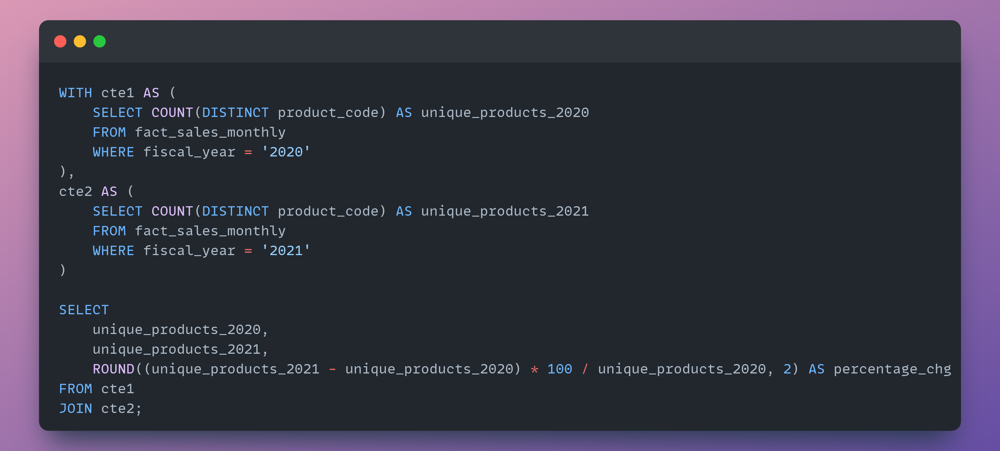 WITH cte1 AS (
    SELECT COUNT(DISTINCT product_code) AS unique_products_2020
    FROM fact_sales_monthly
    WHERE fiscal_year = '2020'
),
cte2 AS (
    SELECT COUNT(DISTINCT product_code) AS unique_products_2021
    FROM fact_sales_monthly
    WHERE fiscal_year = '2021'
)

SELECT
    unique_products_2020,
    unique_products_2021,
    ROUND((unique_products_2021 - unique_products_2020) * 100 / unique_products_2020, 2) AS percentage_chg
FROM cte1
JOIN cte2;